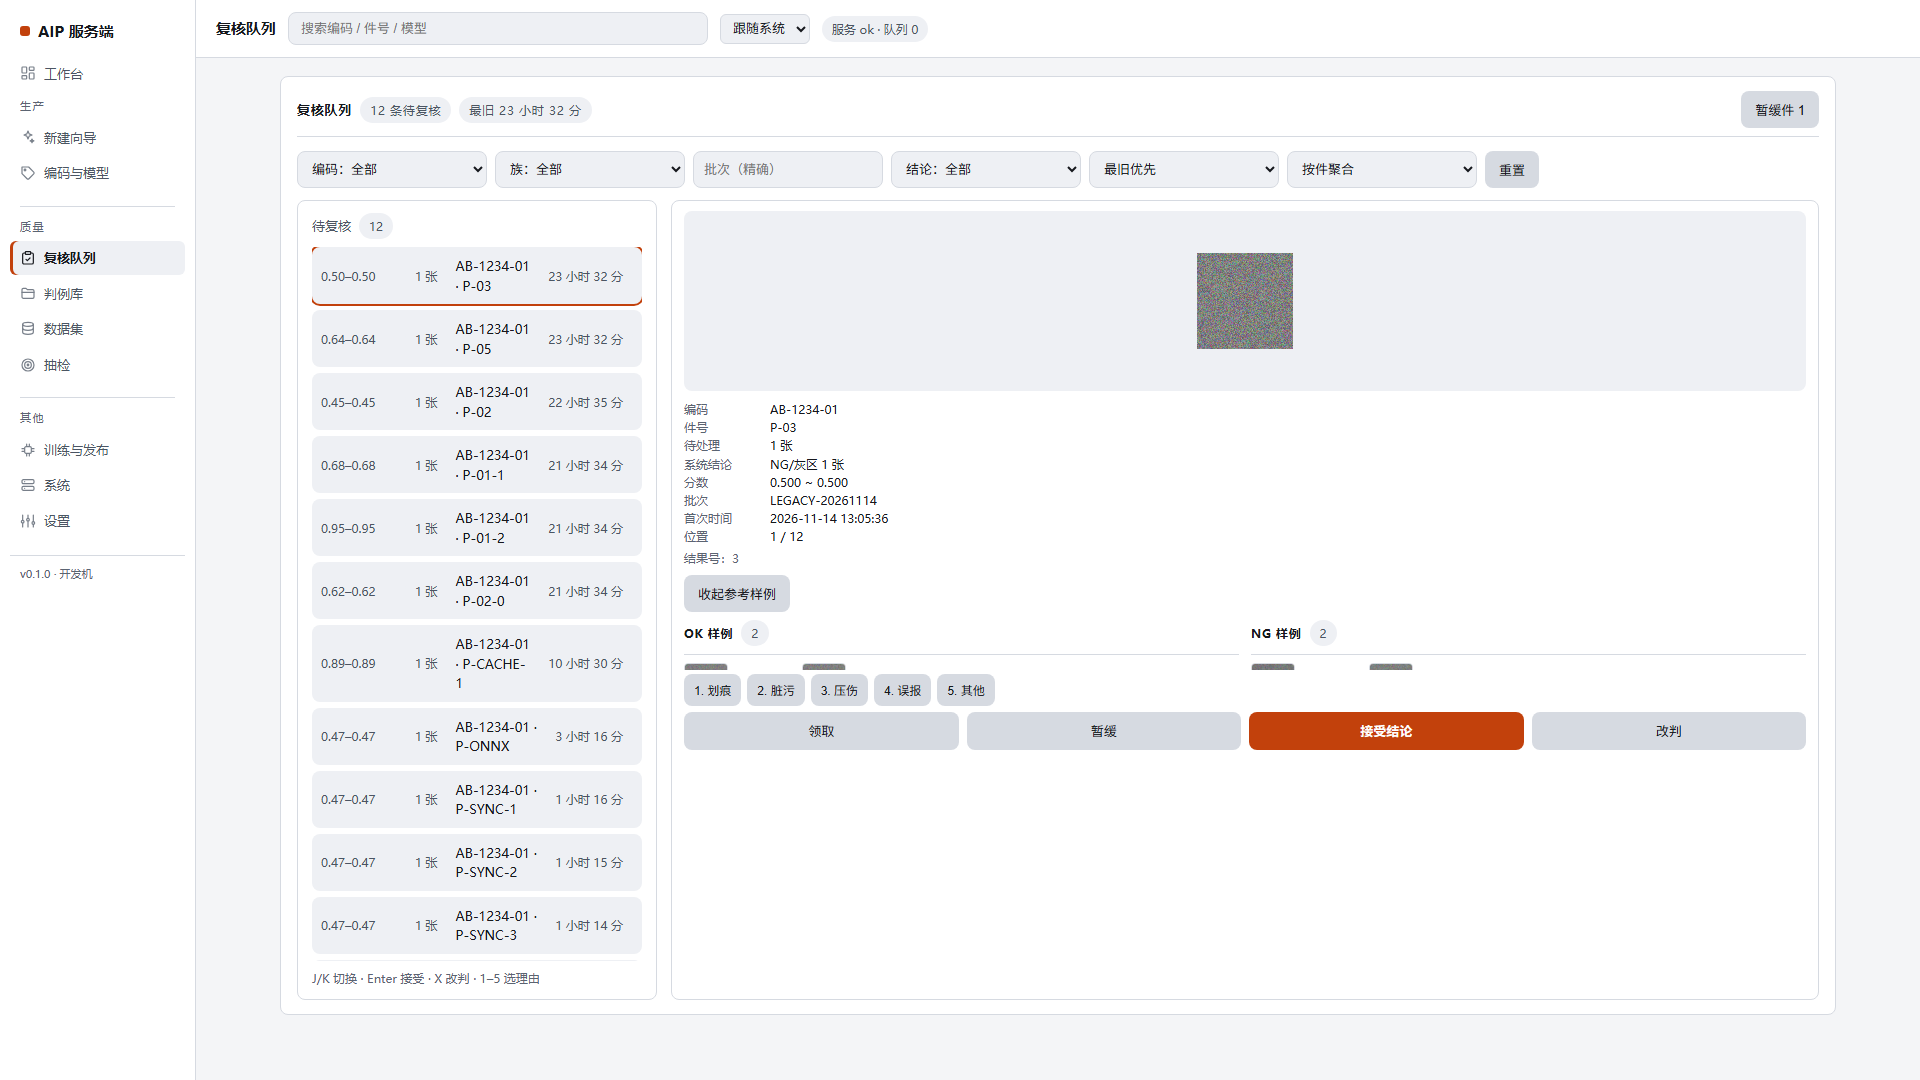 AIP 服务端
工作台
生产
新建向导
编码与模型
质量
复核队列
判例库
数据集
抽检
其他
训练与发布
系统
设置
v0.1.0 · 开发机
复核队列
搜索编码 / 件号 / 模型
跟随系统
服务 ok · 队列 0
复核队列 12 条待复核 最旧 23 小时 32 分
暂缓件 1
编码：全部
族：全部
批次（精确）
结论：全部
最旧优先
按件聚合
重置
待复核 12
0.50–0.50 1 张 AB-1234-01 · P-03 23 小时 32 分
0.64–0.64 1 张 AB-1234-01 · P-05 23 小时 32 分
0.45–0.45 1 张 AB-1234-01 · P-02 22 小时 35 分
0.68–0.68 1 张 AB-1234-01 · P-01-1 21 小时 34 分
0.95–0.95 1 张 AB-1234-01 · P-01-2 21 小时 34 分
0.62–0.62 1 张 AB-1234-01 · P-02-0 21 小时 34 分
0.89–0.89 1 张 AB-1234-01 · P-CACHE-1 10 小时 30 分
0.47–0.47 1 张 AB-1234-01 · P-ONNX 3 小时 16 分
0.47–0.47 1 张 AB-1234-01 · P-SYNC-1 1 小时 16 分
0.47–0.47 1 张 AB-1234-01 · P-SYNC-2 1 小时 15 分
0.47–0.47 1 张 AB-1234-01 · P-SYNC-3 1 小时 14 分
J/K 切换 · Enter 接受 · X 改判 · 1–5 选理由
编码 AB-1234-01
件号 P-03
待处理 1 张
系统结论 NG/灰区 1 张
分数 0.500 ~ 0.500
批次 LEGACY-20261114
首次时间 2026-11-14 13:05:36
位置 1 / 12
结果号：3
收起参考样例
OK 样例 2
NG 样例 2
1. 划痕 2. 脏污 3. 压伤 4. 误报 5. 其他
领取 暂缓 接受结论 改判